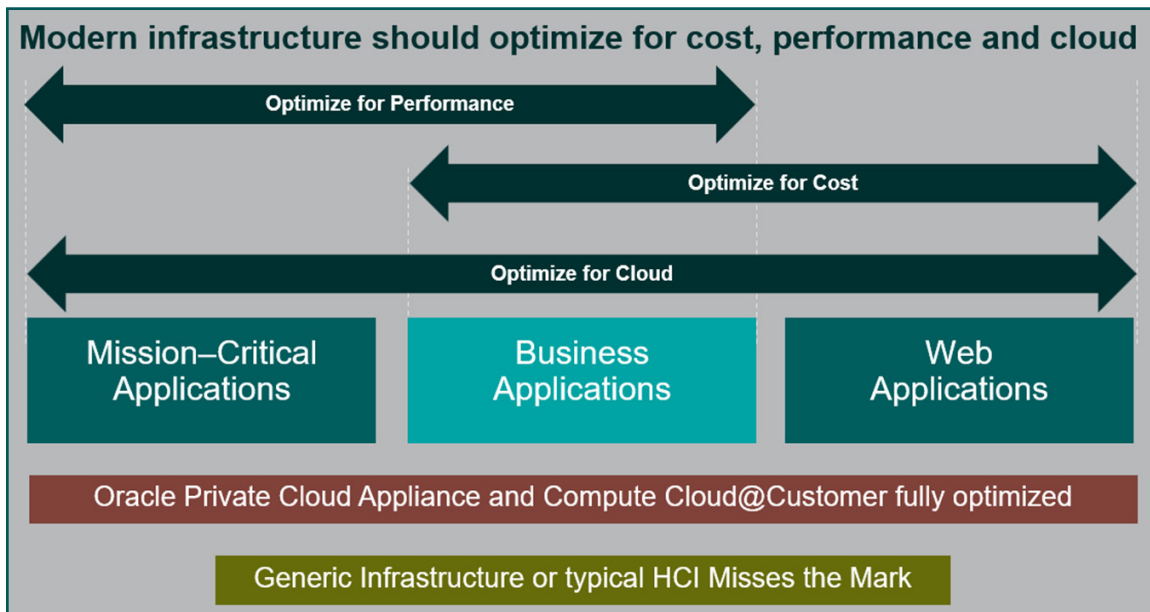 Modern infrastructure should optimize for cost, performance and cloud
Optimize for Performance
Optimize for Cost
Optimize for Cloud
Mission–Critical
Applications
Business
Applications
Web
Applications
Oracle Private Cloud Appliance and Compute Cloud@Customer fully optimized
Generic Infrastructure or typical HCI Misses the Mark